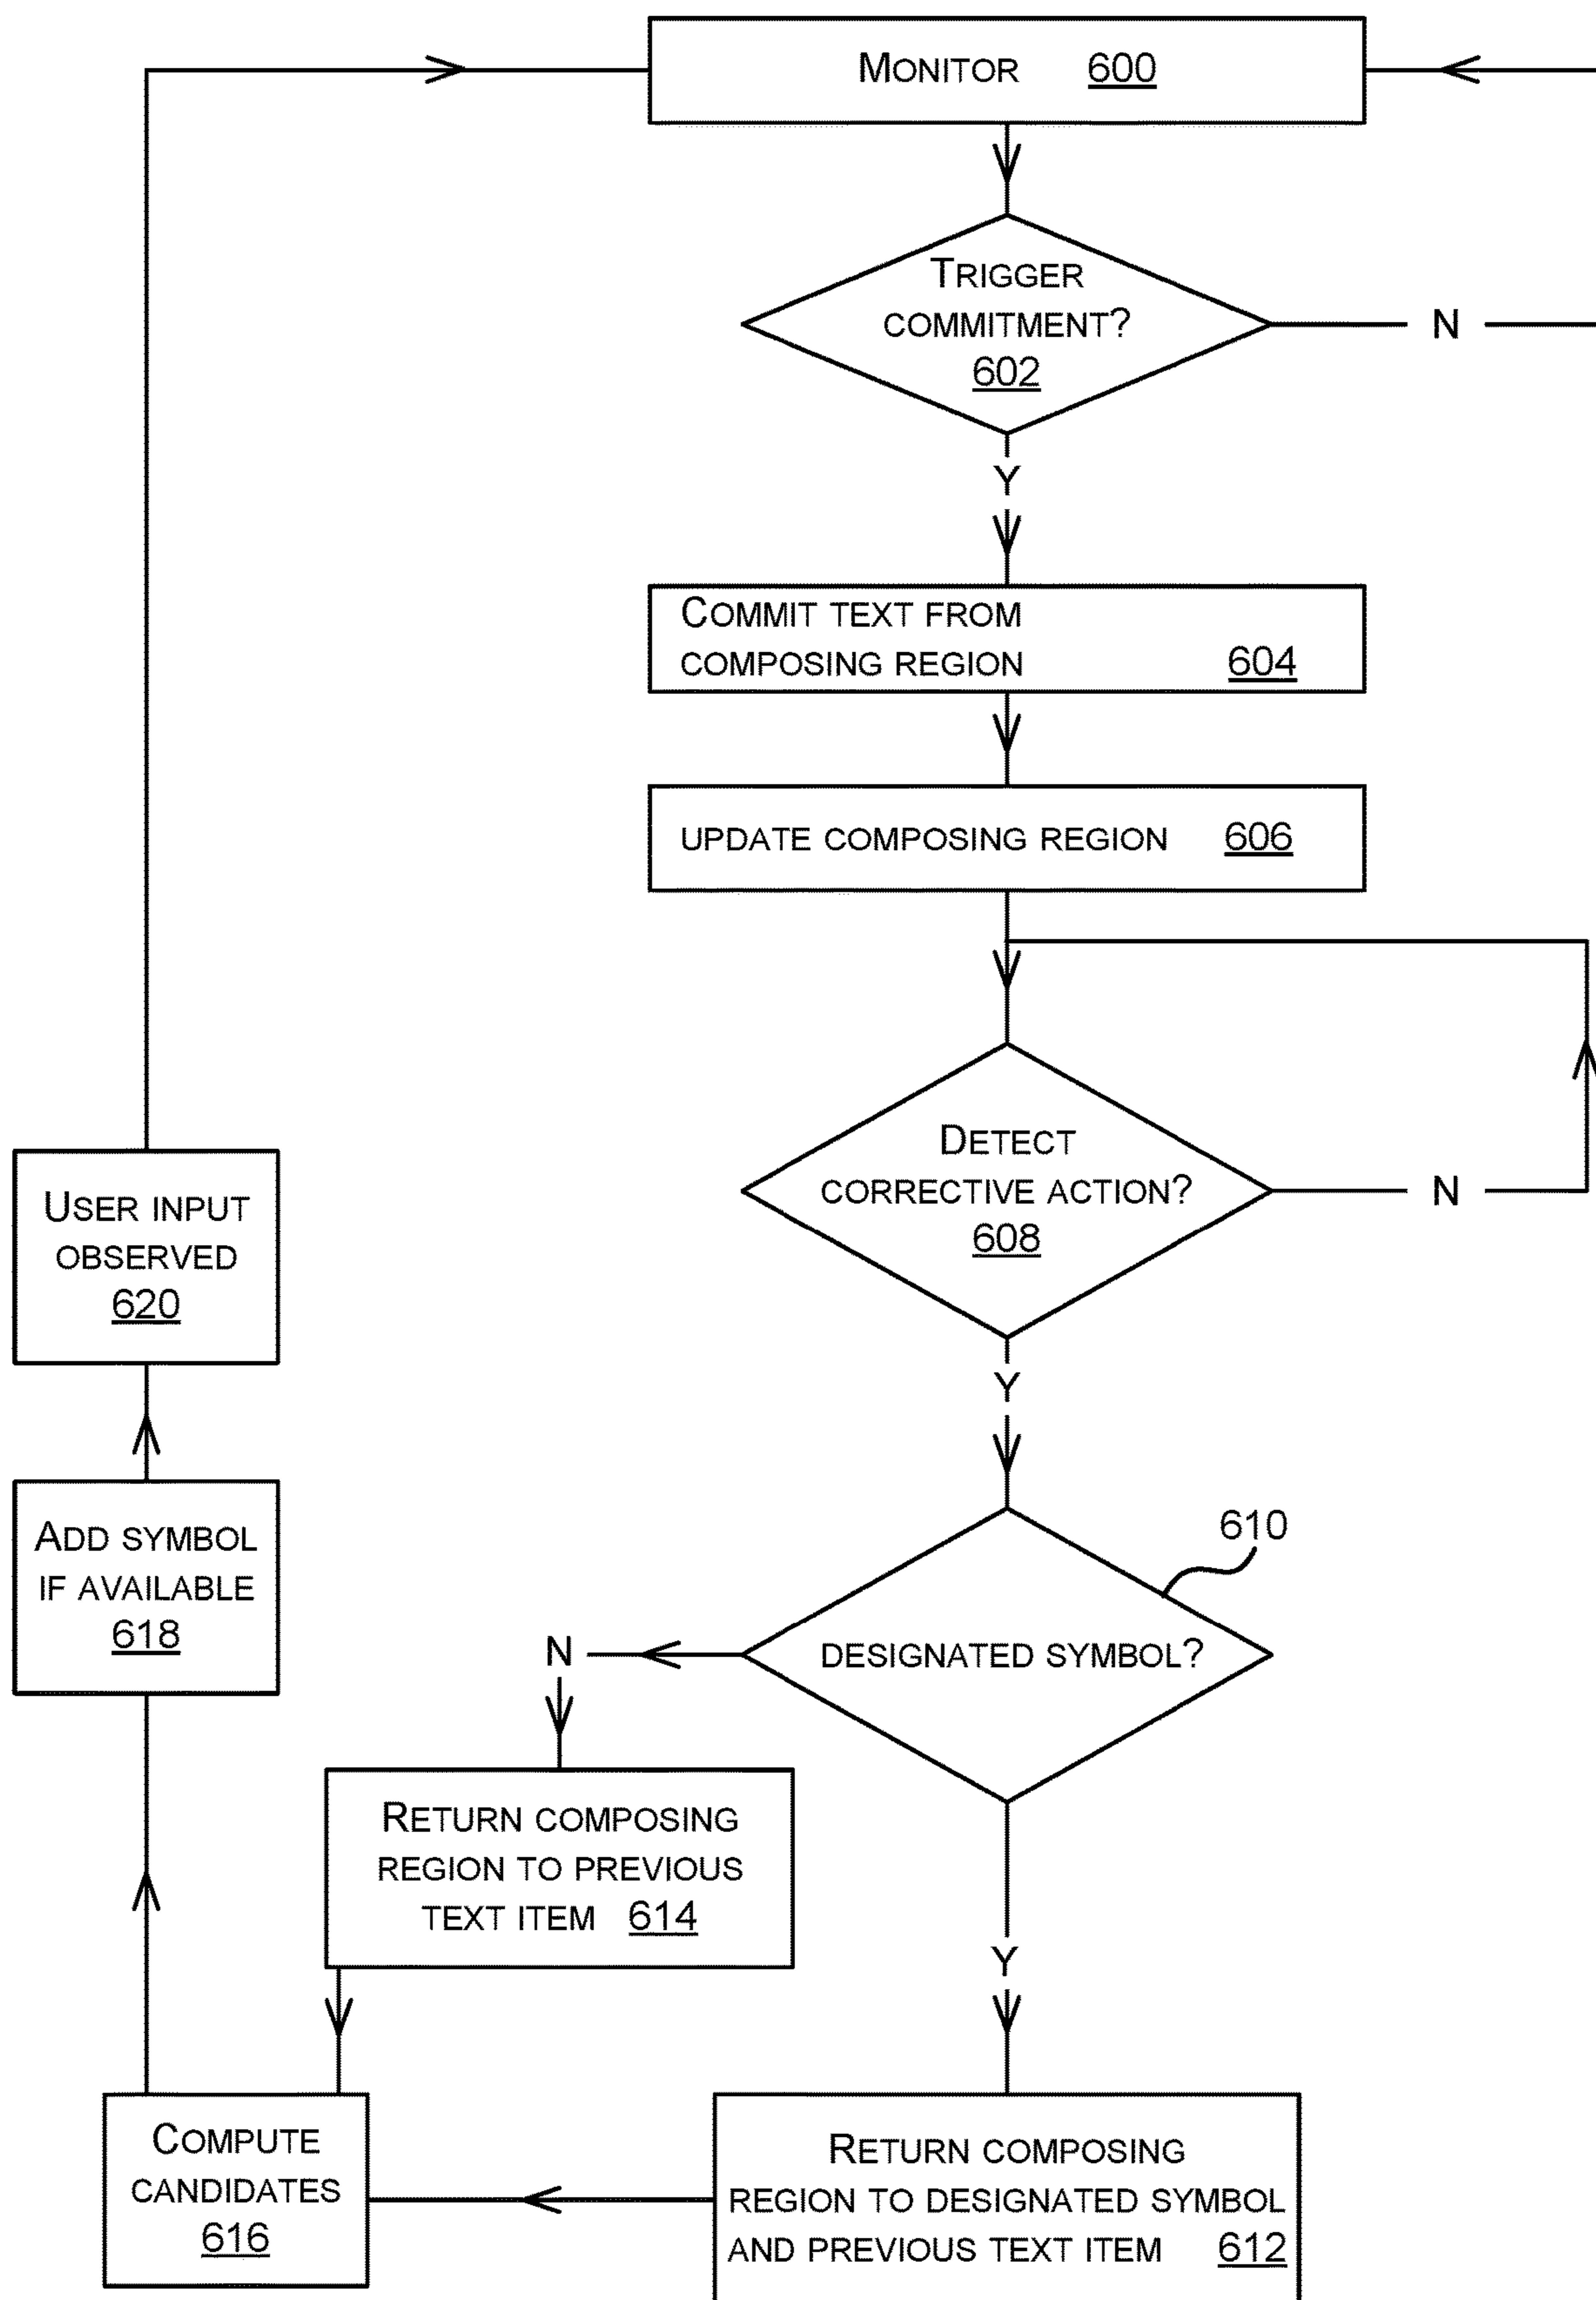 MONITOR 600
TRIGGER
COMMITMENT?
602
N
Y
COMMIT TEXT FROM
COMPOSING REGION 604
UPDATE COMPOSING REGION 606
DETECT
CORRECTIVE ACTION?
608
N
Y
USER INPUT
OBSERVED
620
ADD SYMBOL
IF AVAILABLE
618
610
DESIGNATED SYMBOL?
N
RETURN COMPOSING
REGION TO PREVIOUS
TEXT ITEM 614
Y
COMPUTE
CANDIDATES
616
RETURN COMPOSING
REGION TO DESIGNATED SYMBOL
AND PREVIOUS TEXT ITEM 612